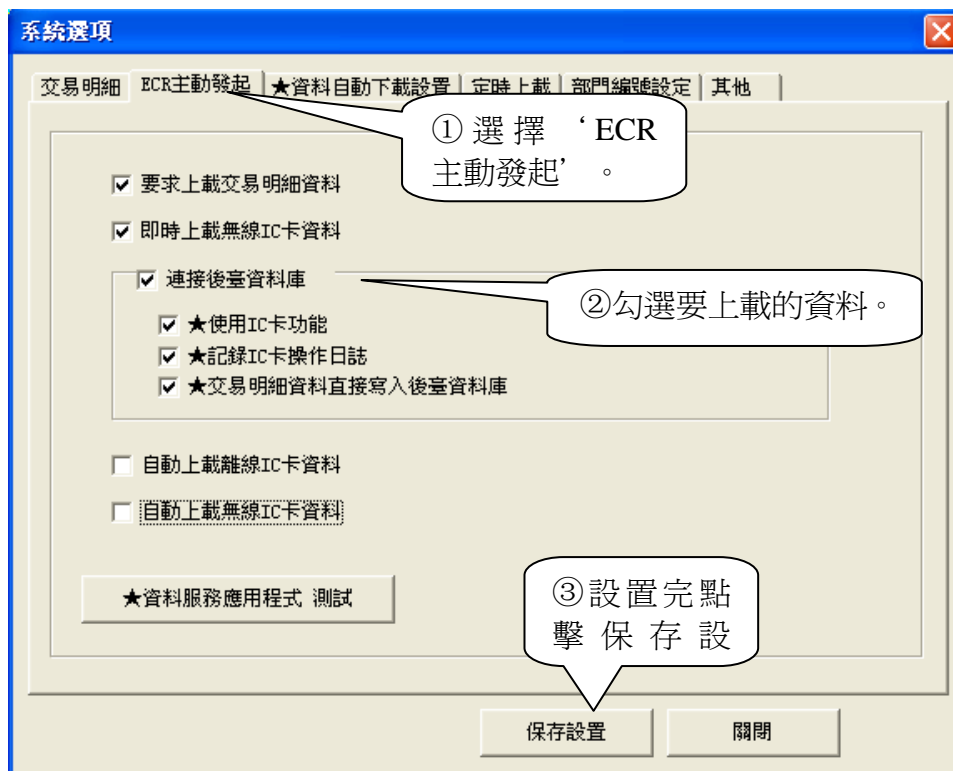 系統選項
交易明細 ECR主動發起 ★資料自動下載設置 定時上載 部門編號設定 其他
①選擇‘ECR
主動發起’。
要求上載交易明細資料
即時上載無線IC卡資料
連接後臺資料庫
②勾選要上載的資料。
★使用IC卡功能
★記錄IC卡操作日誌
★交易明細資料直接寫入後臺資料庫
自動上載離線IC卡資料
自動上載無線IC卡資料
★資料服務應用程式 測試
③設置完點
擊保存設
保存設置 關閉